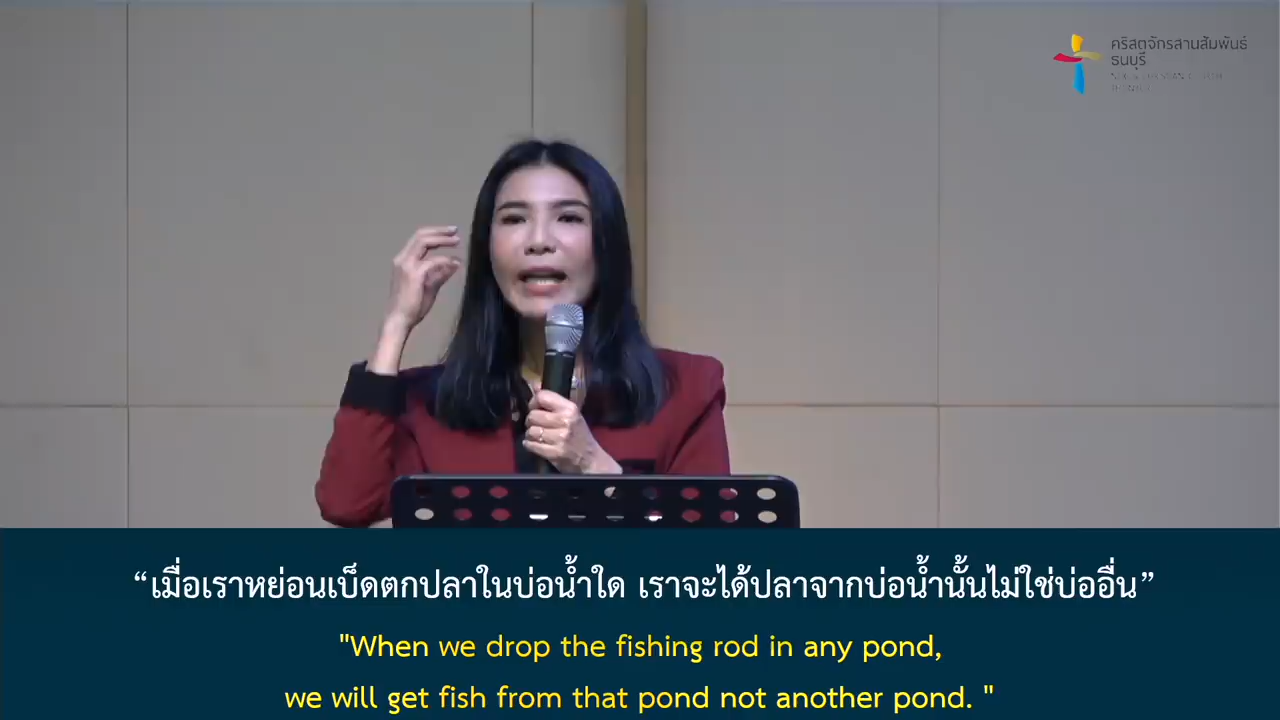 คริสตจักรสานสัมพันธ์
ธนบุรี
“เมื่อเราหย่อนเบ็ดตกปลาในบ่อน้ำใด เราจะได้ปลาจากบ่อน้ำนั้นไม่ใช่บ่ออื่น”
"When we drop the fishing rod in any pond,
we will get fish from that pond not another pond. "